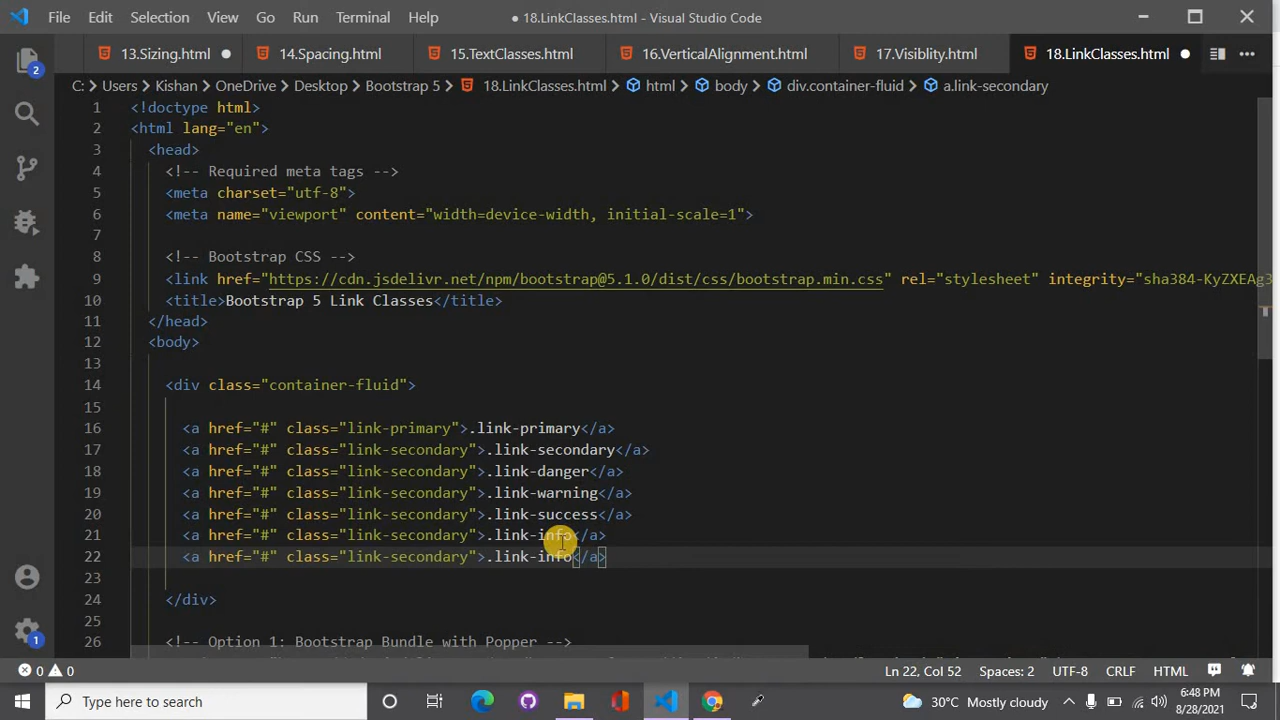 File Edit Selection View Go Run Terminal Help ● 18.LinkClasses.html - Visual Studio Code
13.Sizing.html 14.Spacing.html 15.TextClasses.html 16.VerticalAlignment.html 17.Visiblity.html 18.LinkClasses.html
C: > Users > Kishan > OneDrive > Desktop > Bootstrap 5 > 18.LinkClasses.html > html > body > div.container-fluid > a.link-secondary
1 <!doctype html>
2 <html lang="en">
3 <head>
4 <!-- Required meta tags -->
5 <meta charset="utf-8">
6 <meta name="viewport" content="width=device-width, initial-scale=1">
7
8 <!-- Bootstrap CSS -->
9 <link href="https://cdn.jsdelivr.net/npm/bootstrap@5.1.0/dist/css/bootstrap.min.css" rel="stylesheet" integrity="sha384-KyZXEAg3
10 <title>Bootstrap 5 Link Classes</title>
11 </head>
12 <body>
13
14 <div class="container-fluid">
15
16 <a href="#" class="link-primary">.link-primary</a>
17 <a href="#" class="link-secondary">.link-secondary</a>
18 <a href="#" class="link-secondary">.link-danger</a>
19 <a href="#" class="link-secondary">.link-warning</a>
20 <a href="#" class="link-secondary">.link-success</a>
21 <a href="#" class="link-secondary">.link-info</a>
22 <a href="#" class="link-secondary">.link-info</a>
23
24 </div>
25
26 <!-- Option 1: Bootstrap Bundle with Popper -->
0 0 Ln 22, Col 52 Spaces: 2 UTF-8 CRLF HTML
Type here to search 30°C Mostly cloudy 6:48 PM
8/28/2021
2
1